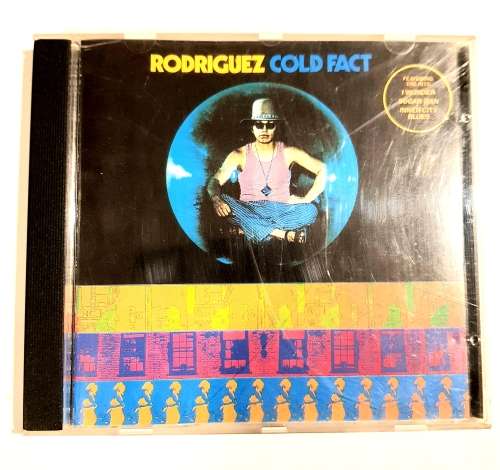 RODRIGUEZ COLD FACT
FEATURING
THE HITS
I WONDER
SUGAR MAN
INNER CITY
BLUES